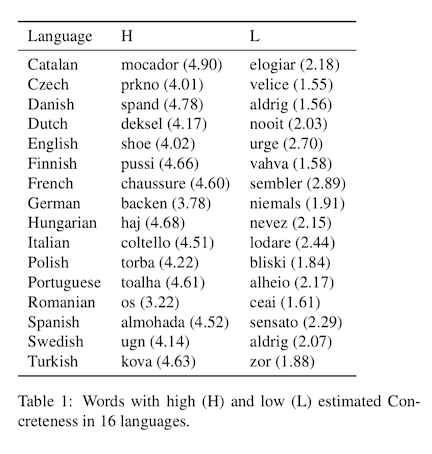 Language H L
Catalan mocador (4.90) elogiar (2.18)
Czech prkno (4.01) velice (1.55)
Danish spand (4.78) aldrig (1.56)
Dutch deksel (4.17) nooit (2.03)
English shoe (4.02) urge (2.70)
Finnish pussi (4.66) vahva (1.58)
French chaussure (4.60) sembler (2.89)
German backen (3.78) niemals (1.91)
Hungarian haj (4.68) nevez (2.15)
Italian coltello (4.51) lodare (2.44)
Polish torba (4.22) bliski (1.84)
Portuguese toalha (4.61) alheio (2.17)
Romanian os (3.22) ceai (1.61)
Spanish almohada (4.52) sensato (2.29)
Swedish ugn (4.14) aldrig (2.07)
Turkish kova (4.63) zor (1.88)
Table 1: Words with high (H) and low (L) estimated Con-
creteness in 16 languages.